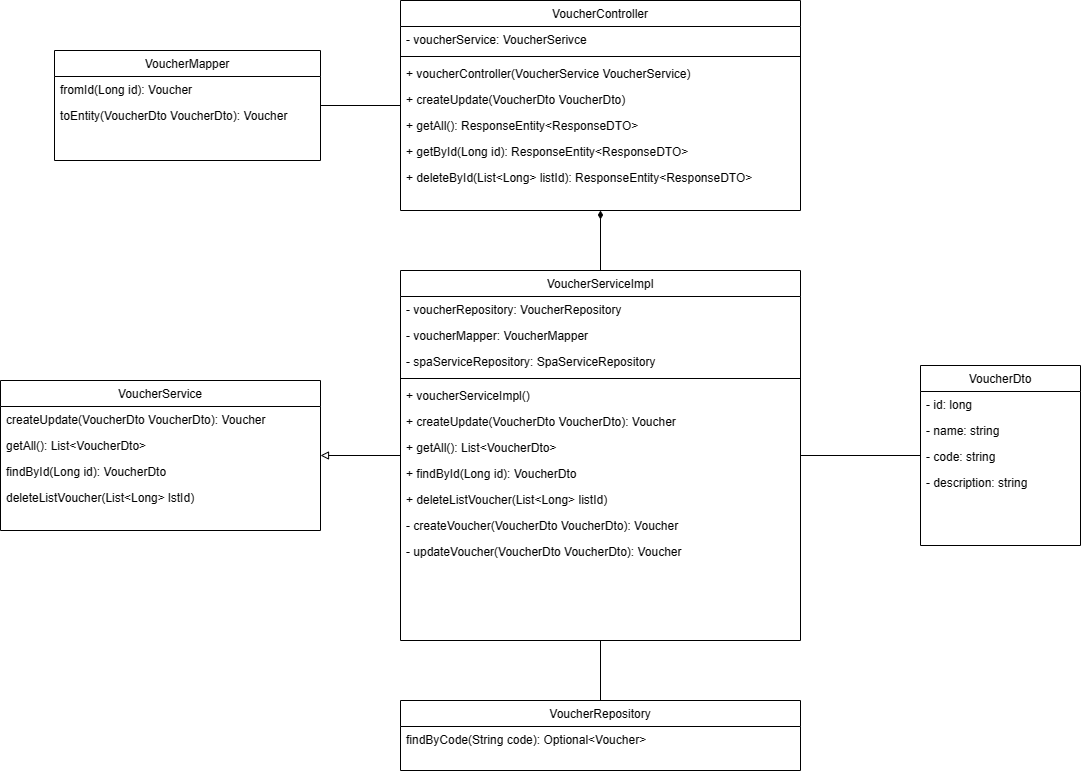 VoucherController
- voucherService: VoucherSerivce
+ voucherController(VoucherService VoucherService)
+ createUpdate(VoucherDto VoucherDto)
+ getAll(): ResponseEntity<ResponseDTO>
+ getById(Long id): ResponseEntity<ResponseDTO>
+ deleteById(List<Long> listId): ResponseEntity<ResponseDTO>
VoucherMapper
fromId(Long id): Voucher
toEntity(VoucherDto VoucherDto): Voucher
VoucherServiceImpl
- voucherRepository: VoucherRepository
- voucherMapper: VoucherMapper
- spaServiceRepository: SpaServiceRepository
+ voucherServiceImpl()
+ createUpdate(VoucherDto VoucherDto): Voucher
+ getAll(): List<VoucherDto>
+ findById(Long id): VoucherDto
+ deleteListVoucher(List<Long> listId)
- createVoucher(VoucherDto VoucherDto): Voucher
- updateVoucher(VoucherDto VoucherDto): Voucher
VoucherService
createUpdate(VoucherDto VoucherDto): Voucher
getAll(): List<VoucherDto>
findById(Long id): VoucherDto
deleteListVoucher(List<Long> lstId)
VoucherDto
- id: long
- name: string
- code: string
- description: string
VoucherRepository
findByCode(String code): Optional<Voucher>